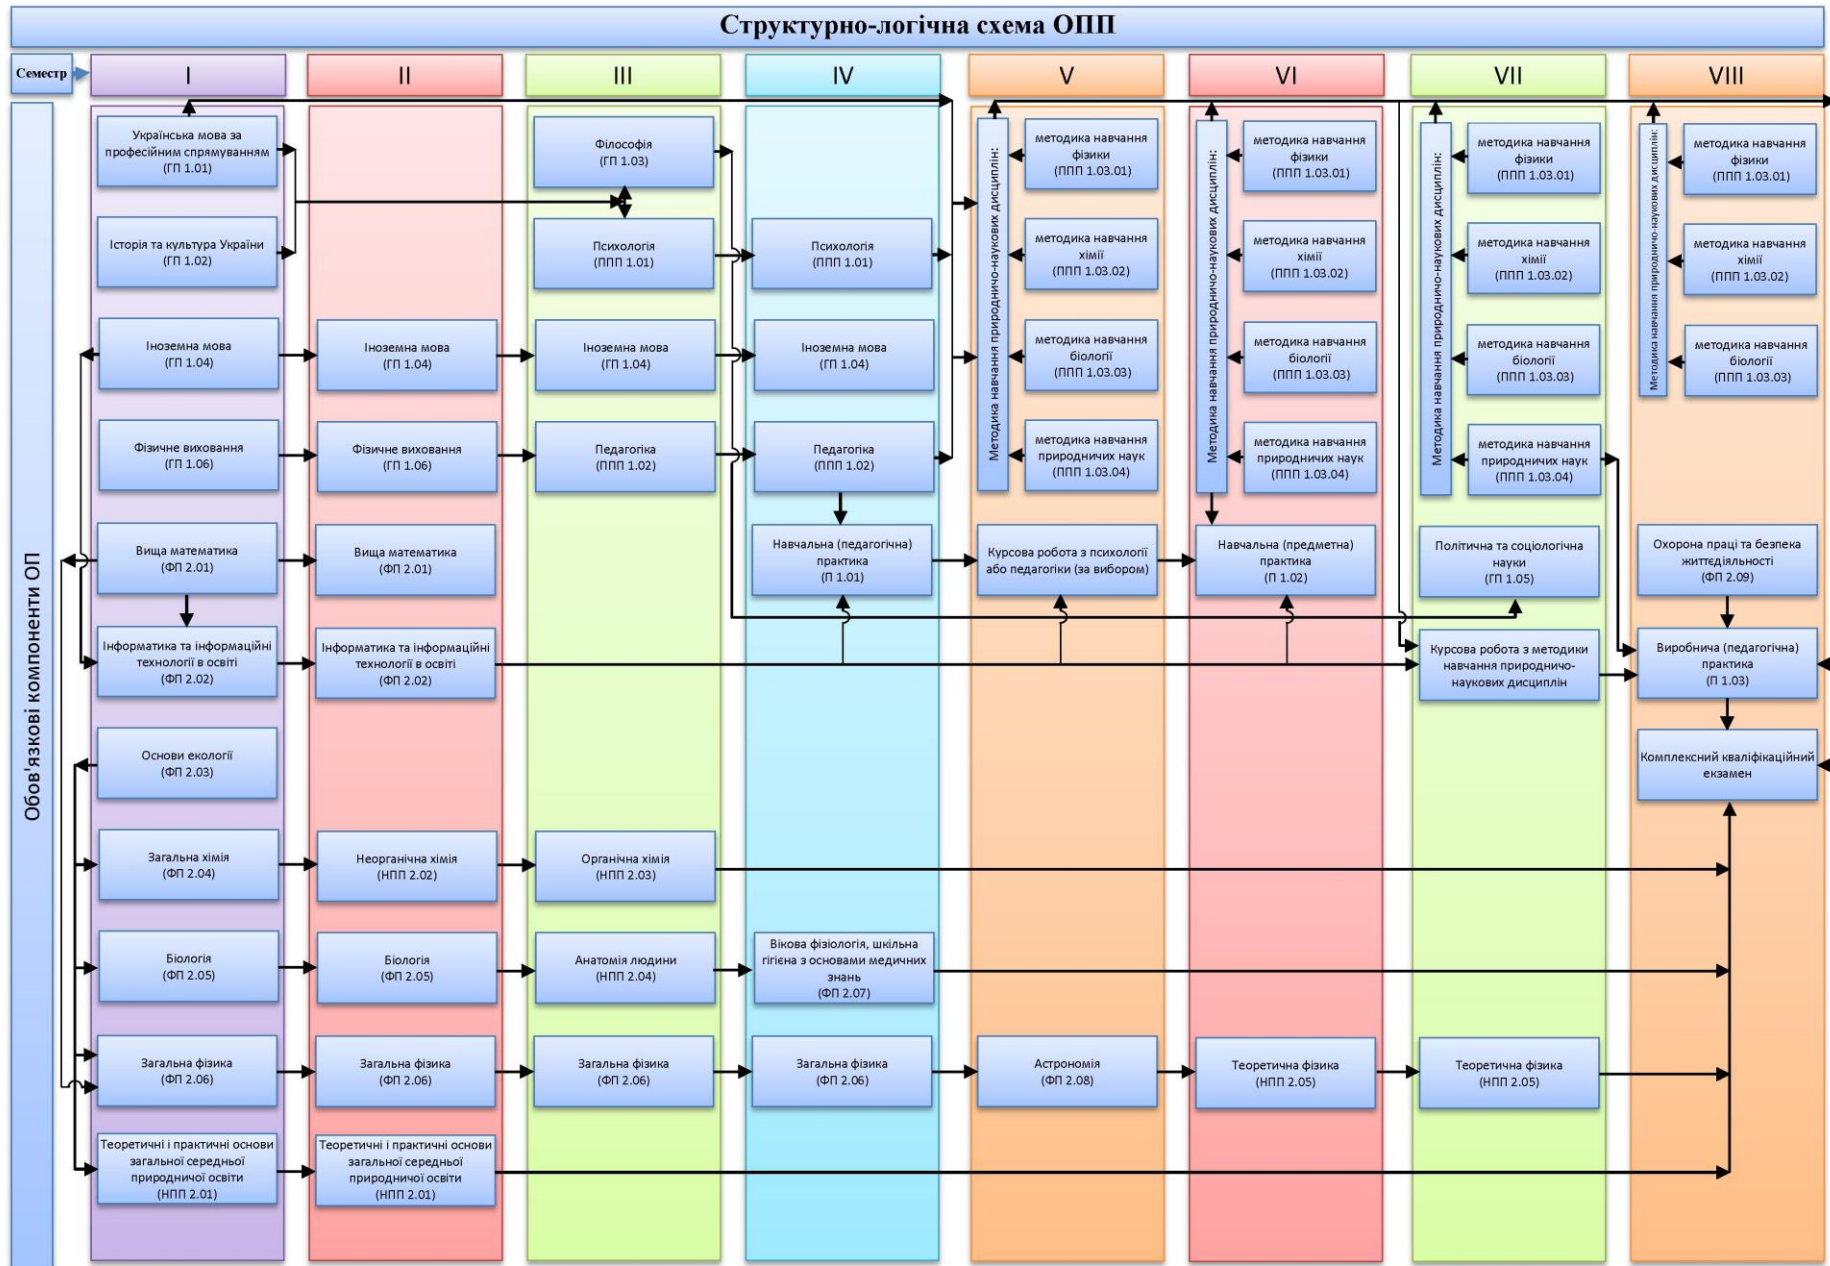 Структурно-логічна схема ОПП
Семестр
I
II
III
IV
V
VI
VII
VIII
Обов'язкові компоненти ОП
Українська мова за
професійним спрямуванням
(ГП 1.01)
Історія та культура України
(ГП 1.02)
Іноземна мова
(ГП 1.04)
Фізичне виховання
(ГП 1.06)
Вища математика
(ФП 2.01)
Інформатика та інформаційні
технології в освіті
(ФП 2.02)
Основи екології
(ФП 2.03)
Загальна хімія
(ФП 2.04)
Біологія
(ФП 2.05)
Загальна фізика
(ФП 2.06)
Теоретичні і практичні основи
загальної середньої
природничої освіти
(НПП 2.01)
Іноземна мова
(ГП 1.04)
Фізичне виховання
(ГП 1.06)
Вища математика
(ФП 2.01)
Інформатика та інформаційні
технології в освіті
(ФП 2.02)
Неорганічна хімія
(НПП 2.02)
Біологія
(ФП 2.05)
Загальна фізика
(ФП 2.06)
Теоретичні і практичні основи
загальної середньої
природничої освіти
(НПП 2.01)
Філософія
(ГП 1.03)
Психологія
(ППП 1.01)
Іноземна мова
(ГП 1.04)
Педагогіка
(ППП 1.02)
Органічна хімія
(НПП 2.03)
Анатомія людини
(НПП 2.04)
Загальна фізика
(ФП 2.06)
Психологія
(ППП 1.01)
Іноземна мова
(ГП 1.04)
Педагогіка
(ППП 1.02)
Навчальна (педагогічна)
практика
(П 1.01)
Вікова фізіологія, шкільна
гігієна з основами медичних
знань
(ФП 2.07)
Загальна фізика
(ФП 2.06)
Методика навчання природничо-наукових дисциплін:
методика навчання
фізики
(ППП 1.03.01)
методика навчання
хімії
(ППП 1.03.02)
методика навчання
біології
(ППП 1.03.03)
методика навчання
природничих наук
(ППП 1.03.04)
Курсова робота з психології
або педагогіки (за вибором)
Астрономія
(ФП 2.08)
Методика навчання природничо-наукових дисциплін:
методика навчання
фізики
(ППП 1.03.01)
методика навчання
хімії
(ППП 1.03.02)
методика навчання
біології
(ППП 1.03.03)
методика навчання
природничих наук
(ППП 1.03.04)
Навчальна (предметна)
практика
(П 1.02)
Теоретична фізика
(НПП 2.05)
Методика навчання природничо-наукових дисциплін:
методика навчання
фізики
(ППП 1.03.01)
методика навчання
хімії
(ППП 1.03.02)
методика навчання
біології
(ППП 1.03.03)
методика навчання
природничих наук
(ППП 1.03.04)
Політична та соціологічна
науки
(ГП 1.05)
Курсова робота з методики
навчання природничо-
наукових дисциплін
Теоретична фізика
(НПП 2.05)
Методика навчання природничо-наукових дисциплін:
методика навчання
фізики
(ППП 1.03.01)
методика навчання
хімії
(ППП 1.03.02)
методика навчання
біології
(ППП 1.03.03)
Охорона праці та безпека
життєдіяльності
(ФП 2.09)
Виробнича (педагогічна)
практика
(П 1.03)
Комплексний кваліфікаційний
екзамен